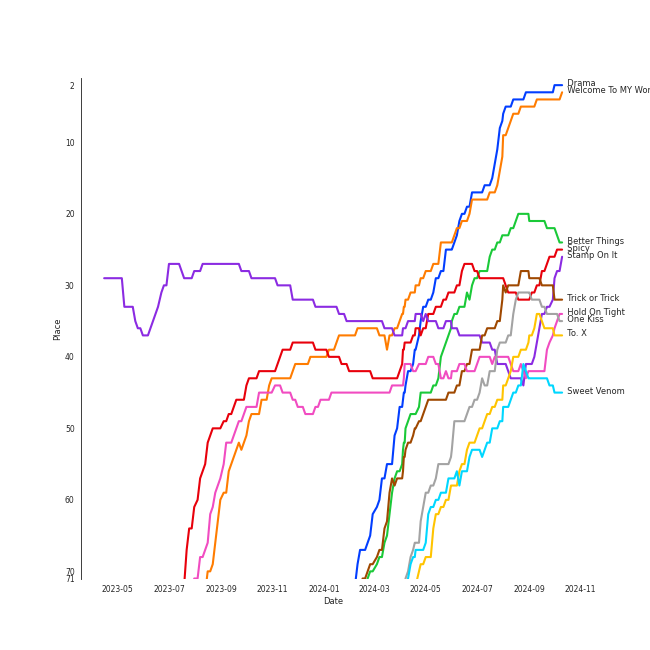 2
10
20
30
40
50
60
70
71
Place
Drama
Welcome To MY Wor
Better Things
Spicy
Stamp On It
Trick or Trick
Hold On Tight
One Kiss
To. X
Sweet Venom
2023-05 2023-07 2023-09 2023-11 2024-01 2024-03 2024-05 2024-07 2024-09 2024-11
Date